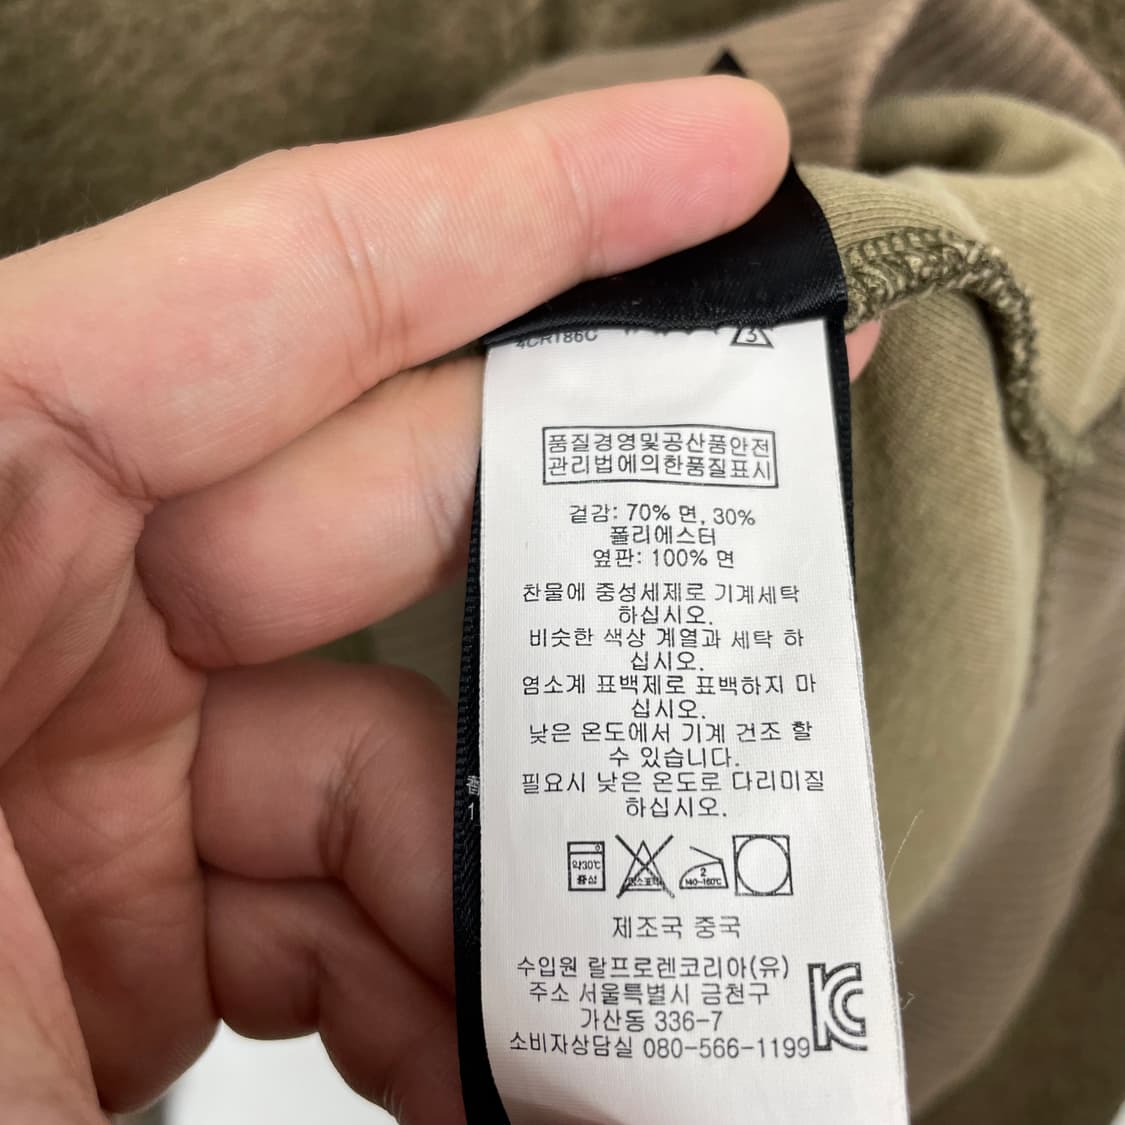 4CR186C
3
품질경영및공산품안전
관리법에의한품질표시
겉감: 70% 면, 30%
폴리에스터
옆판: 100% 면
찬물에 중성세제로 기계세탁
하십시오.
비슷한 색상 계열과 세탁 하
십시오.
염소계 표백제로 표백하지 마
십시오.
낮은 온도에서 기계 건조 할
수 있습니다.
필요시 낮은 온도로 다리미질
하십시오.
약30℃
중성
2
140~160℃
제조국 중국
수입원 랄프로렌코리아(유)
주소 서울특별시 금천구
가산동 336-7
소비자상담실 080-566-1199